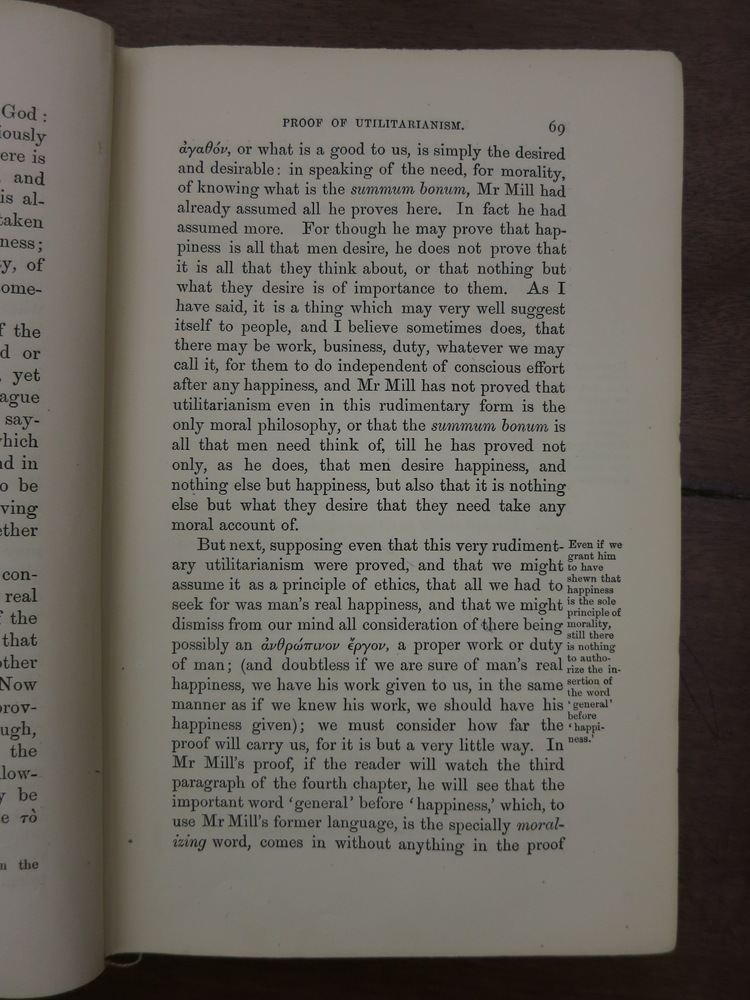 God :
iously
ere is
and
is al-
taken
ness;
y, of
ome-
f the
d or
, yet
ague
say-
which
nd in
o be
ving
ether
con-
real
f the
that
other
Now
prov-
ugh,
the
llow-
y be
e τὸ
n the
PROOF OF UTILITARIANISM. 69
ἀγαθόν, or what is a good to us, is simply the desired
and desirable: in speaking of the need, for morality,
of knowing what is the summum bonum, Mr Mill had
already assumed all he proves here. In fact he had
assumed more. For though he may prove that hap-
piness is all that men desire, he does not prove that
it is all that they think about, or that nothing but
what they desire is of importance to them. As I
have said, it is a thing which may very well suggest
itself to people, and I believe sometimes does, that
there may be work, business, duty, whatever we may
call it, for them to do independent of conscious effort
after any happiness, and Mr Mill has not proved that
utilitarianism even in this rudimentary form is the
only moral philosophy, or that the summum bonum is
all that men need think of, till he has proved not
only, as he does, that men desire happiness, and
nothing else but happiness, but also that it is nothing
else but what they desire that they need take any
moral account of.
But next, supposing even that this very rudiment-
ary utilitarianism were proved, and that we might
assume it as a principle of ethics, that all we had to
seek for was man's real happiness, and that we might
dismiss from our mind all consideration of there being
possibly an ἀνθρώπινον ἔργον, a proper work or duty
of man; (and doubtless if we are sure of man's real
happiness, we have his work given to us, in the same
manner as if we knew his work, we should have his
happiness given); we must consider how far the
proof will carry us, for it is but a very little way. In
Mr Mill's proof, if the reader will watch the third
paragraph of the fourth chapter, he will see that the
important word 'general' before 'happiness,' which, to
use Mr Mill's former language, is the specially moral-
izing word, comes in without anything in the proof
Even if we
grant him
to have
shewn that
happiness
is the sole
principle of
morality,
still there
is nothing
to autho-
rize the in-
sertion of
the word
'general'
before
'happi-
ness.'